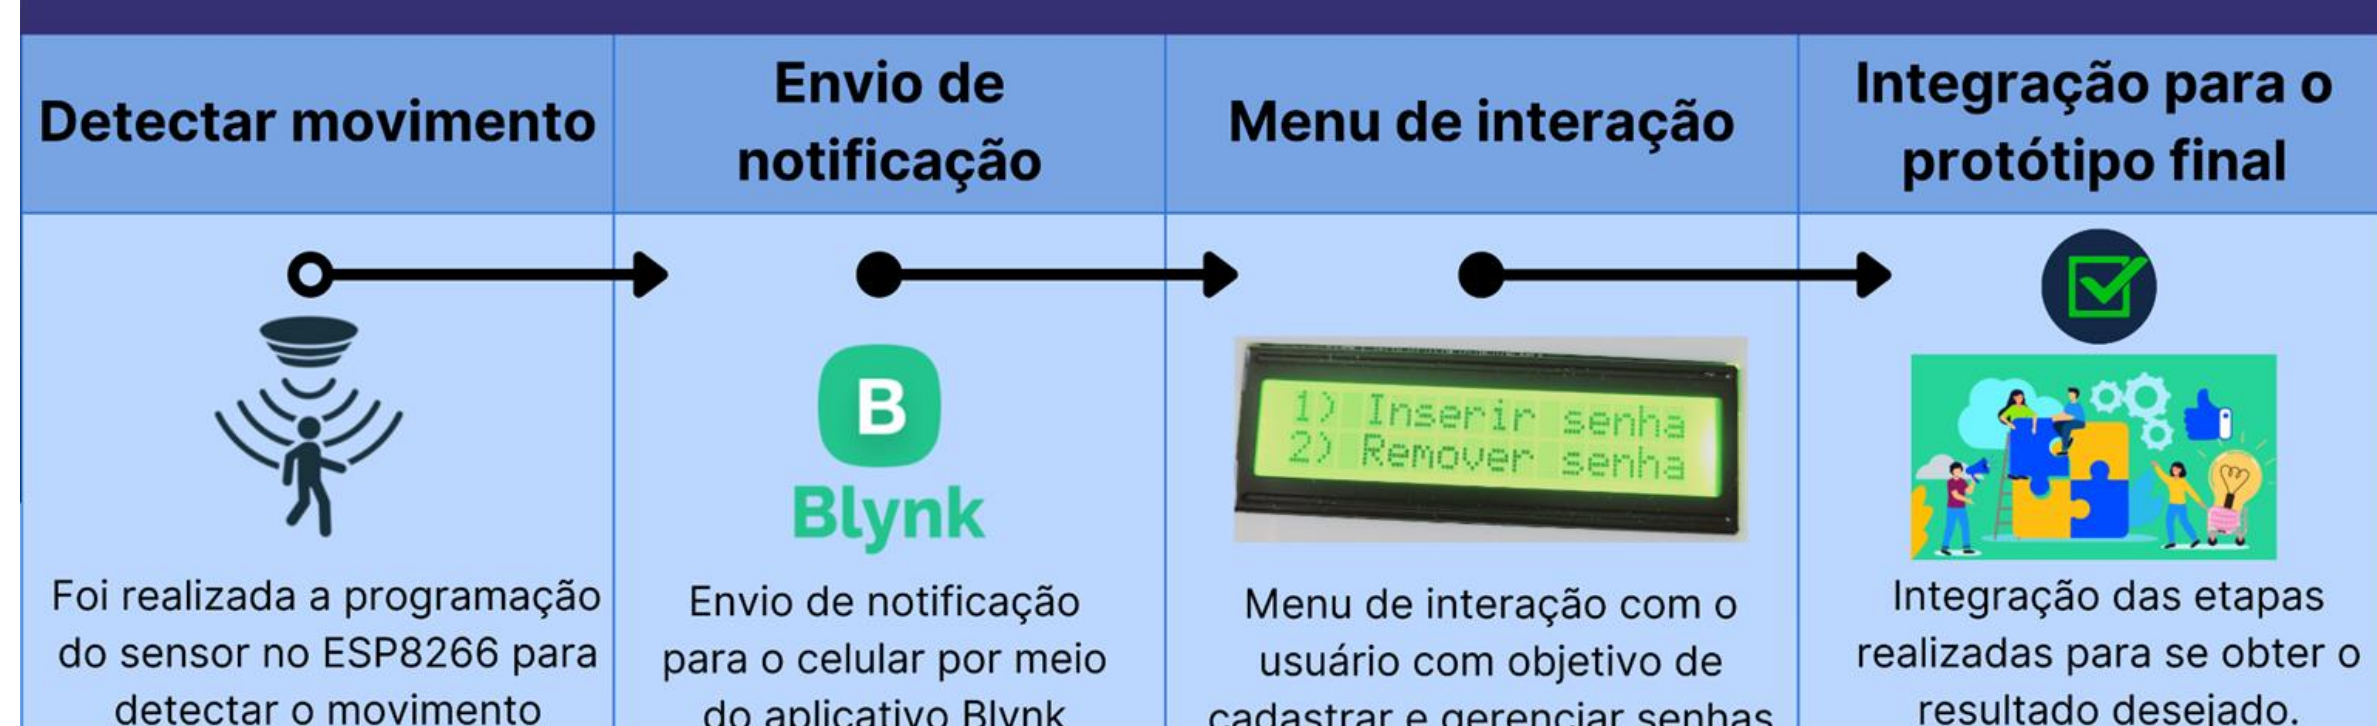 Detectar movimento
Envio de
notificação
Menu de interação
Integração para o
protótipo final
B
Blynk
1) Inserir senha
2) Remover senha
Foi realizada a programação
do sensor no ESP8266 para
detectar o movimento
Envio de notificação
para o celular por meio
do aplicativo Blynk
Menu de interação com o
usuário com objetivo de
cadastrar e gerenciar senhas
Integração das etapas
realizadas para se obter o
resultado desejado.